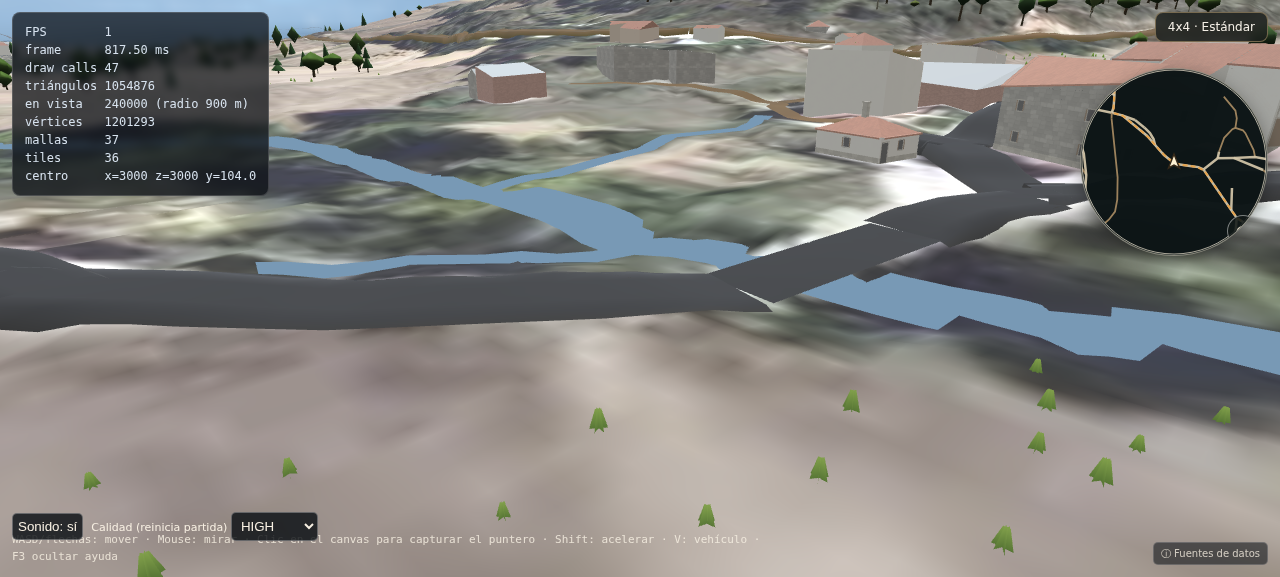 FPS 1
frame 817.50 ms
draw calls 47
triángulos 1054876
en vista 240000 (radio 900 m)
vértices 1201293
mallas 37
tiles 36
centro x=3000 z=3000 y=104.0
4x4 · Estándar
Sonido: sí
Calidad (reinicia partida) HIGH
WASD/flechas: mover · Mouse: mirar · Clic en el canvas para capturar el puntero · Shift: acelerar · V: vehículo ·
F3 ocultar ayuda
ⓘ Fuentes de datos